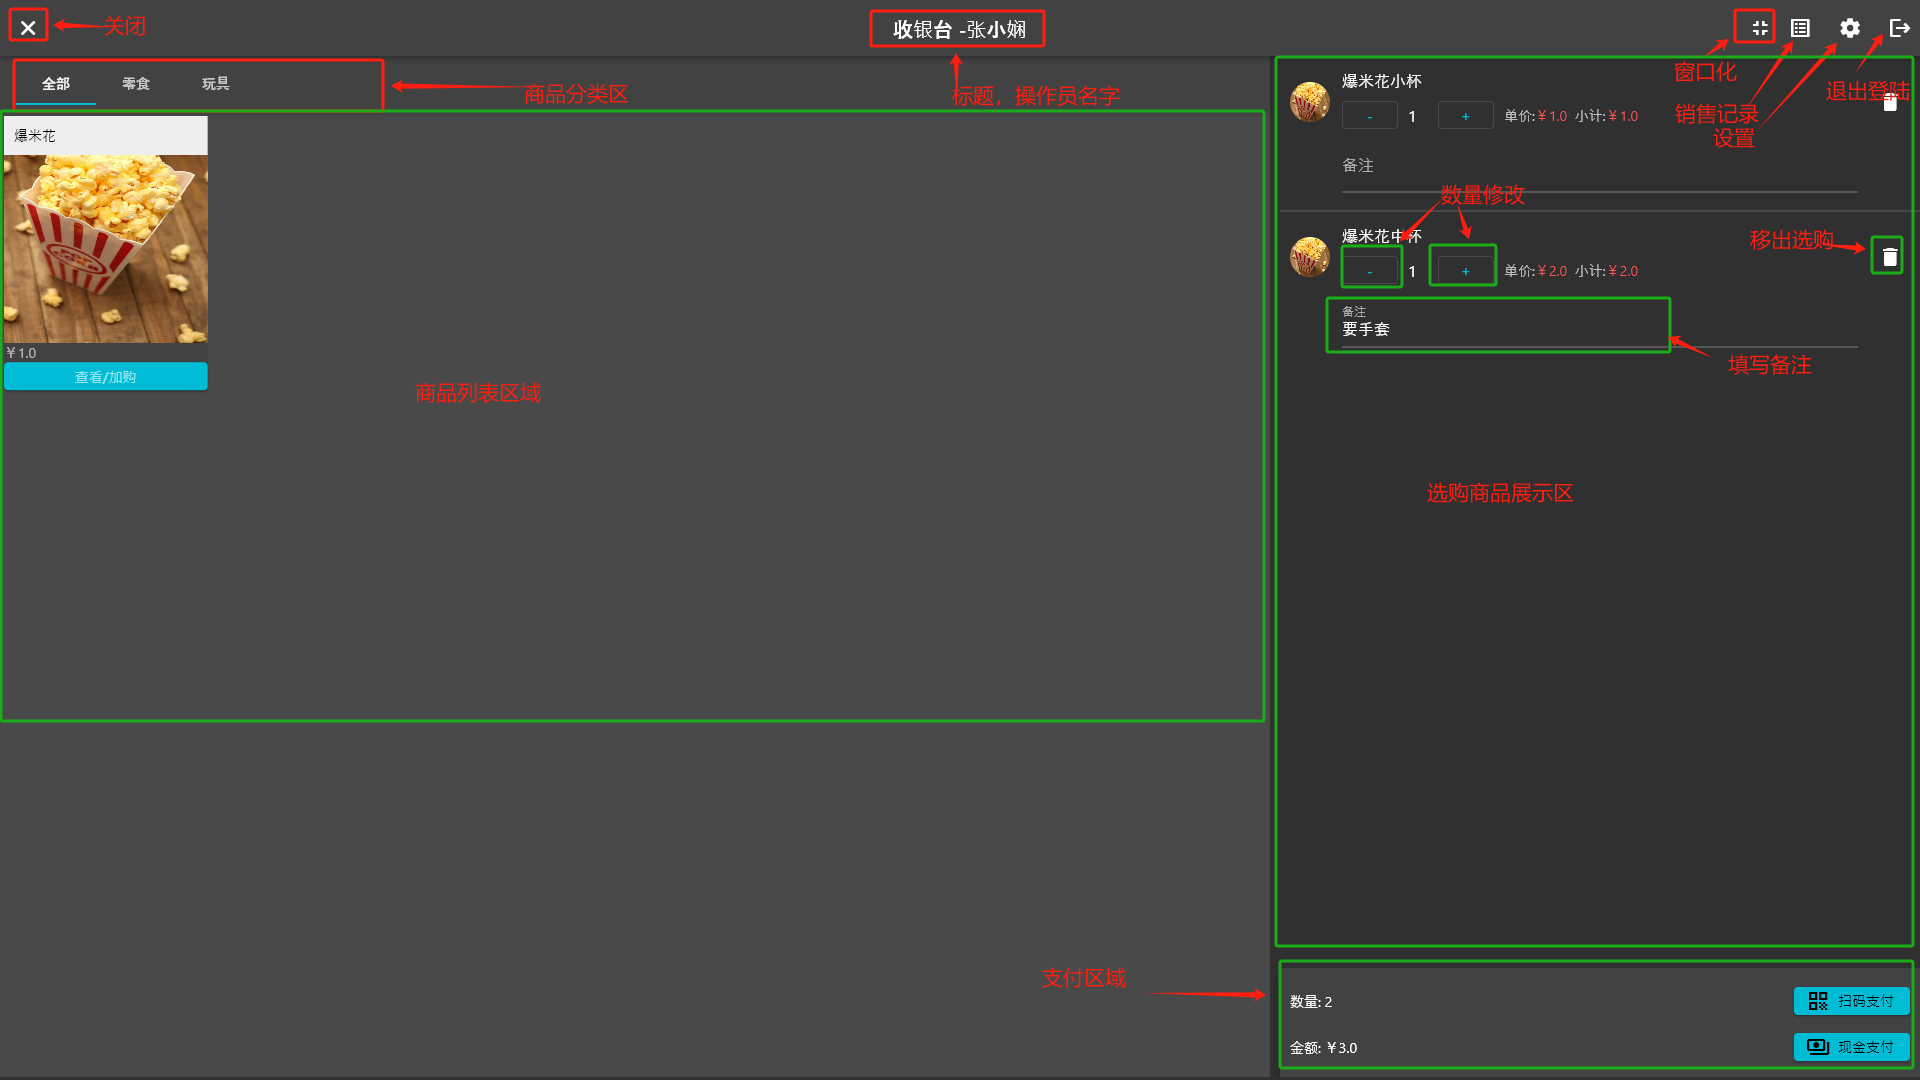 关闭
收银台 -张小娴
窗口化
销售记录
设置
退出登陆
全部 零食 玩具
商品分类区
标题，操作员名字
爆米花
￥1.0
查看/加购
商品列表区域
爆米花小杯
- 1 + 单价:￥1.0 小计:￥1.0
备注
数量修改
爆米花中杯
- 1 + 单价:￥2.0 小计:￥2.0
移出选购
备注
要手套
填写备注
选购商品展示区
支付区域
数量: 2
扫码支付
金额: ￥3.0
现金支付